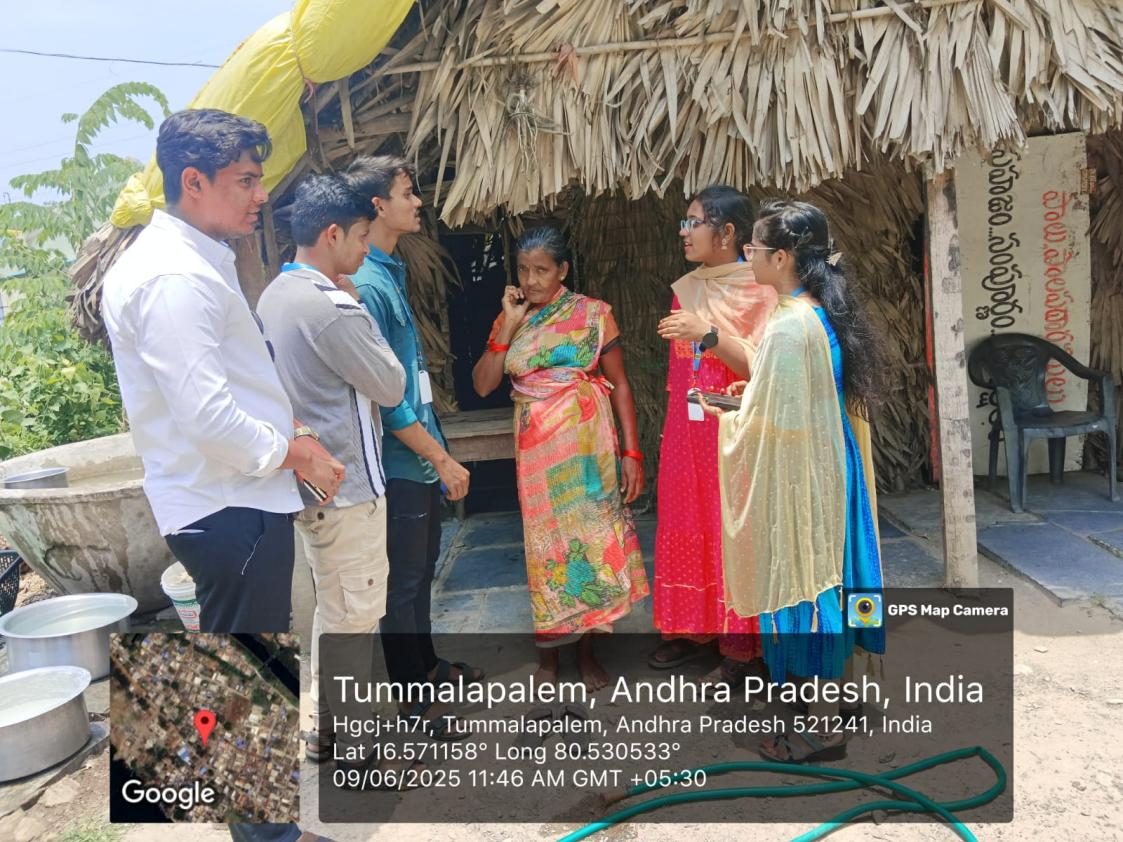 GPS Map Camera
Tummalapalem, Andhra Pradesh, India
Hgcj+h7r, Tummalapalem, Andhra Pradesh 521241, India
Lat 16.571158° Long 80.530533°
09/06/2025 11:46 AM GMT +05:30
Google